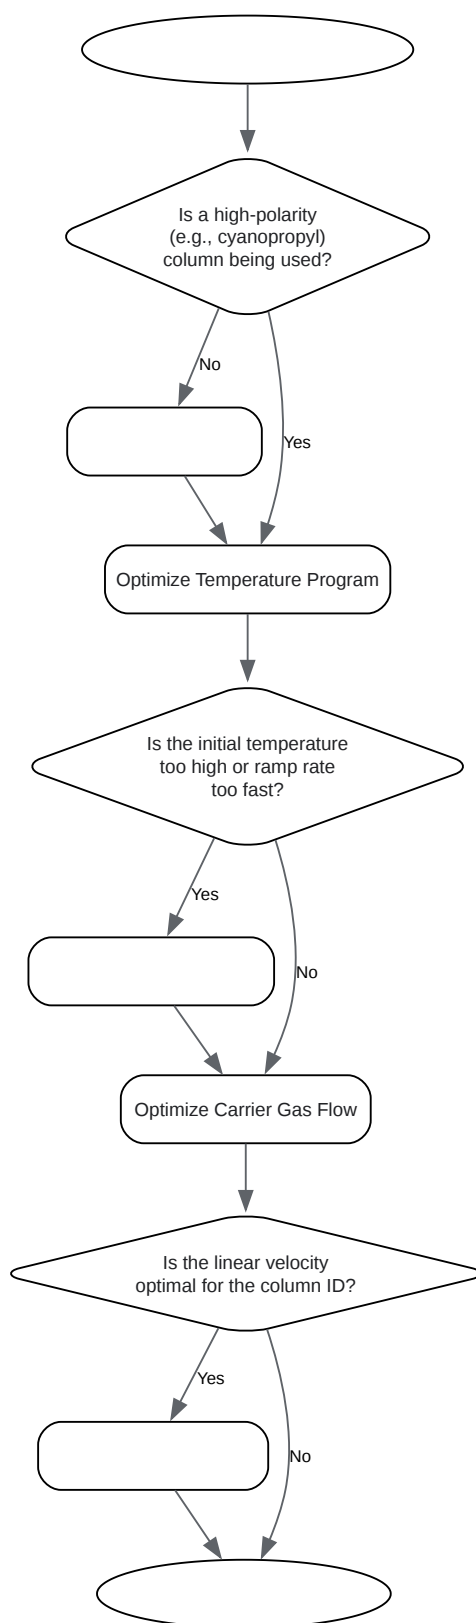 Is a high-polarity
(e.g., cyanopropyl)
column being used?
No
Yes
Optimize Temperature Program
Is the initial temperature
too high or ramp rate
too fast?
Yes
No
Optimize Carrier Gas Flow
Is the linear velocity
optimal for the column ID?
Yes
No